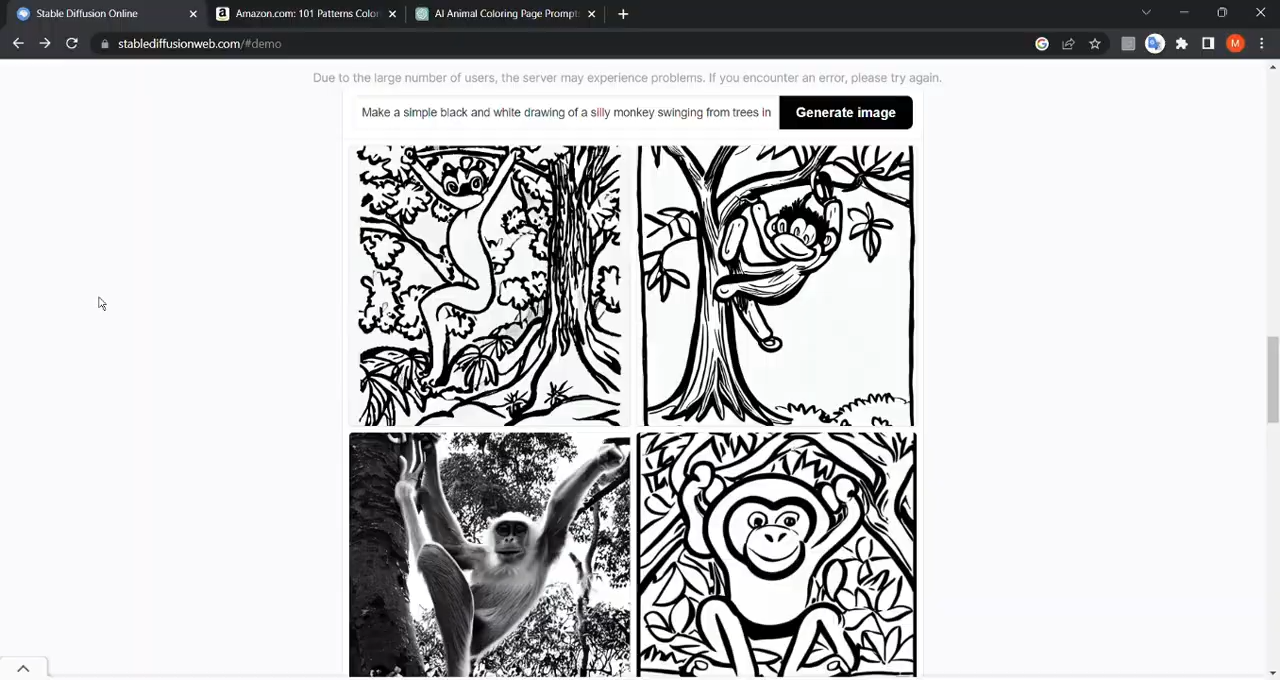 Stable Diffusion Online
Amazon.com: 101 Patterns Color
AI Animal Coloring Page Prompt
stablediffusionweb.com/#demo
M
Due to the large number of users, the server may experience problems. If you encounter an error, please try again.
Make a simple black and white drawing of a silly monkey swinging from trees in
Generate image